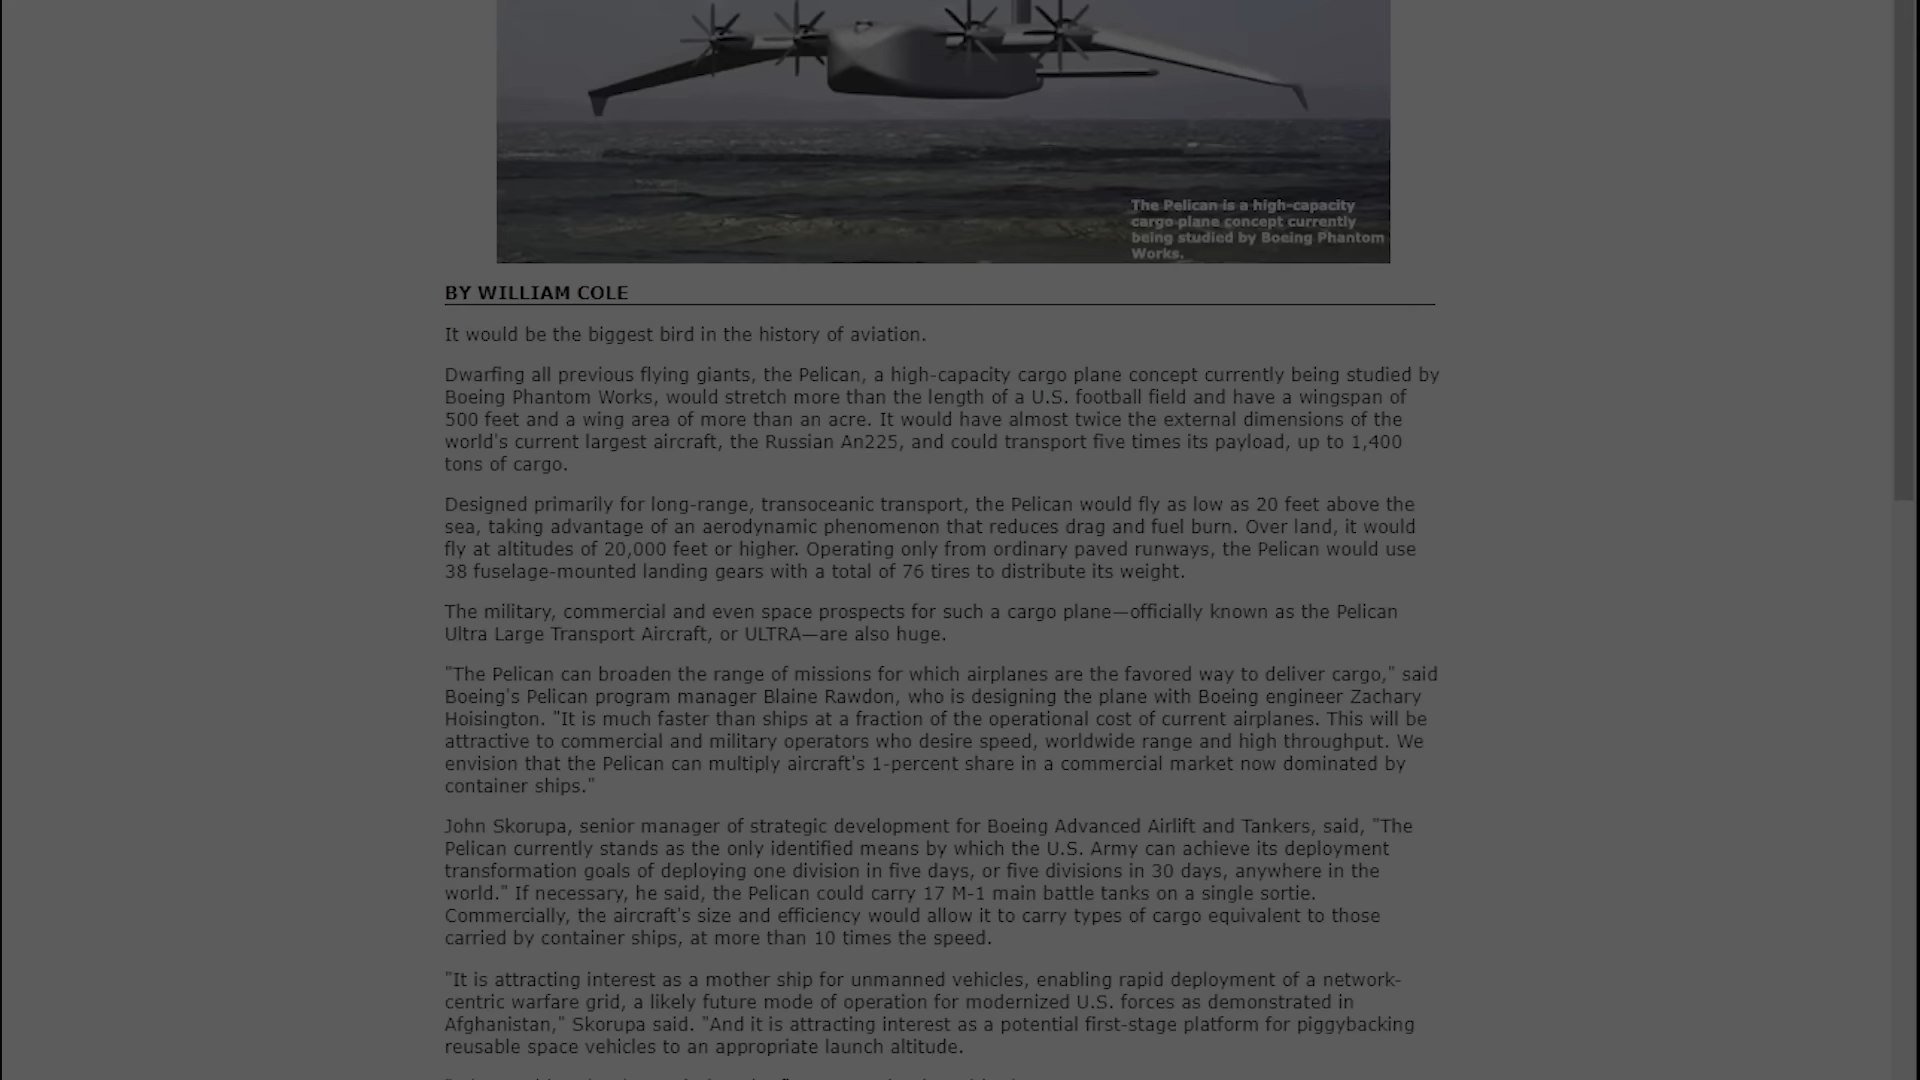 The Pelican is a high-capacity
cargo plane concept currently
being studied by Boeing Phantom
Works.
BY WILLIAM COLE
It would be the biggest bird in the history of aviation.
Dwarfing all previous flying giants, the Pelican, a high-capacity cargo plane concept currently being studied by
Boeing Phantom Works, would stretch more than the length of a U.S. football field and have a wingspan of
500 feet and a wing area of more than an acre. It would have almost twice the external dimensions of the
world's current largest aircraft, the Russian An225, and could transport five times its payload, up to 1,400
tons of cargo.
Designed primarily for long-range, transoceanic transport, the Pelican would fly as low as 20 feet above the
sea, taking advantage of an aerodynamic phenomenon that reduces drag and fuel burn. Over land, it would
fly at altitudes of 20,000 feet or higher. Operating only from ordinary paved runways, the Pelican would use
38 fuselage-mounted landing gears with a total of 76 tires to distribute its weight.
The military, commercial and even space prospects for such a cargo plane—officially known as the Pelican
Ultra Large Transport Aircraft, or ULTRA—are also huge.
"The Pelican can broaden the range of missions for which airplanes are the favored way to deliver cargo," said
Boeing's Pelican program manager Blaine Rawdon, who is designing the plane with Boeing engineer Zachary
Hoisington. "It is much faster than ships at a fraction of the operational cost of current airplanes. This will be
attractive to commercial and military operators who desire speed, worldwide range and high throughput. We
envision that the Pelican can multiply aircraft's 1-percent share in a commercial market now dominated by
container ships."
John Skorupa, senior manager of strategic development for Boeing Advanced Airlift and Tankers, said, "The
Pelican currently stands as the only identified means by which the U.S. Army can achieve its deployment
transformation goals of deploying one division in five days, or five divisions in 30 days, anywhere in the
world." If necessary, he said, the Pelican could carry 17 M-1 main battle tanks on a single sortie.
Commercially, the aircraft's size and efficiency would allow it to carry types of cargo equivalent to those
carried by container ships, at more than 10 times the speed.
"It is attracting interest as a mother ship for unmanned vehicles, enabling rapid deployment of a network-
centric warfare grid, a likely future mode of operation for modernized U.S. forces as demonstrated in
Afghanistan," Skorupa said. "And it is attracting interest as a potential first-stage platform for piggybacking
reusable space vehicles to an appropriate launch altitude.